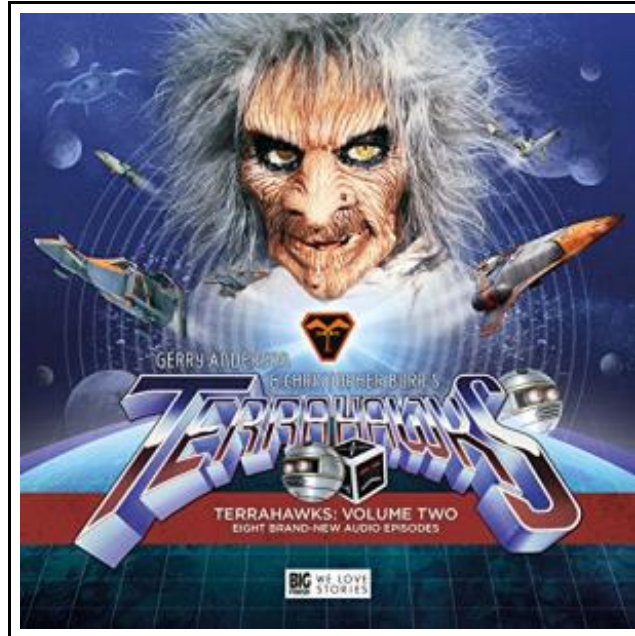 GERRY ANDERSON
& CHRISTOPHER BURR'S
TERRAHAWKS
TERRAHAWKS: VOLUME TWO
EIGHT BRAND-NEW AUDIO EPISODES
BIG FINISH
WE LOVE
STORIES